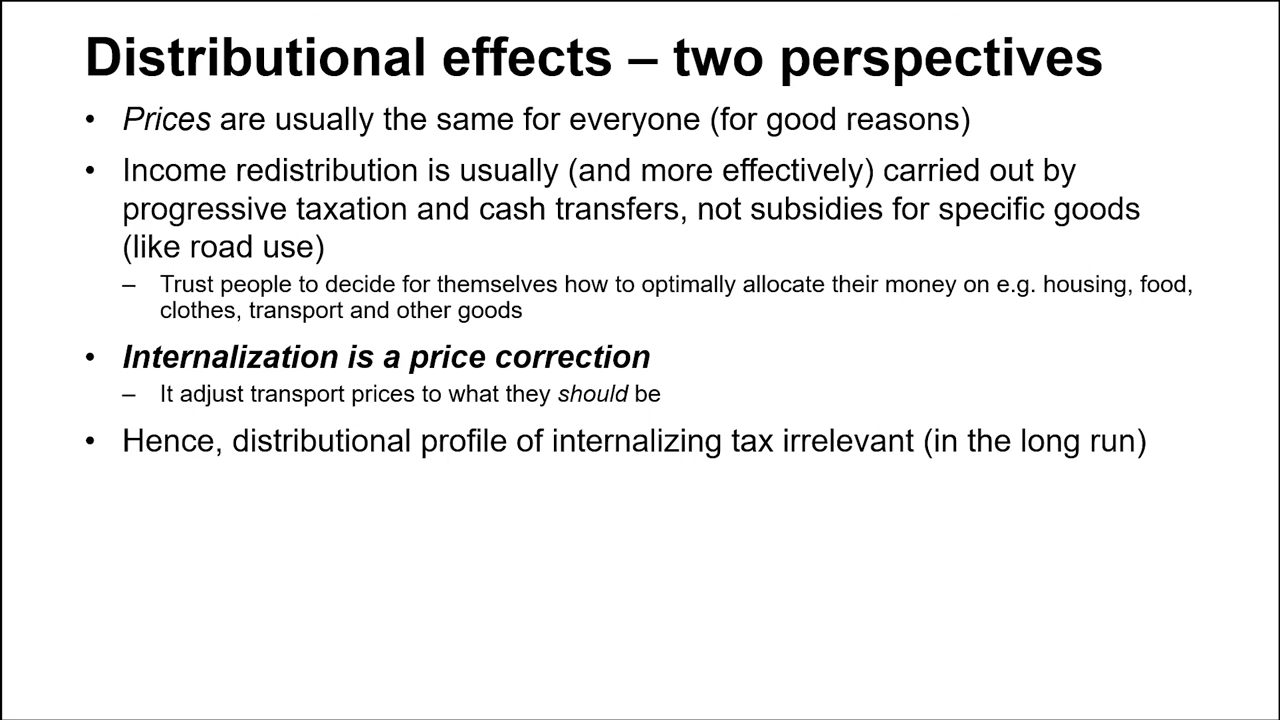 Distributional effects – two perspectives
• Prices are usually the same for everyone (for good reasons)
• Income redistribution is usually (and more effectively) carried out by
progressive taxation and cash transfers, not subsidies for specific goods
(like road use)
– Trust people to decide for themselves how to optimally allocate their money on e.g. housing, food,
clothes, transport and other goods
• Internalization is a price correction
– It adjust transport prices to what they should be
• Hence, distributional profile of internalizing tax irrelevant (in the long run)